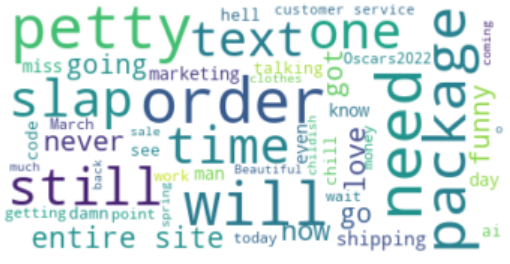 hell
customer service
petty
text
one
package
coming
Oscars2022
miss
going
marketing
talking
clothes
got
need
funny
slap
order
know
code
March
never
time
even
childish
chill
love
money
day
o
sale
see
much
still
back
work
man
Beautiful
will
wait
go
spring
getting
damn
point
now
ai
entire site
today
shipping